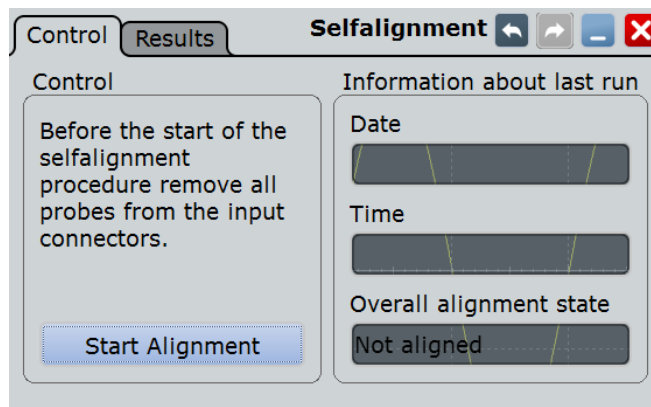 Control
Results
Selfalignment
Control
Before the start of the
selfalignment
procedure remove all
probes from the input
connectors.
Start Alignment
Information about last run
Date
Time
Overall alignment state
Not aligned